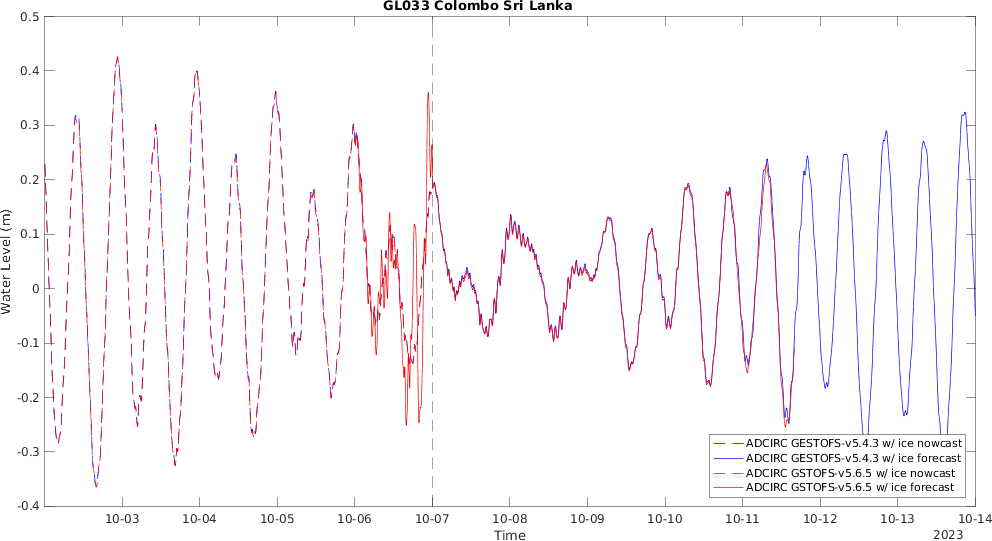 GL033 Colombo Sri Lanka
0.5
0.4
0.3
0.2
0.1
0
-0.1
-0.2
-0.3
-0.4
Water Level (m)
ADCIRC GESTOFS-v5.4.3 w/ ice nowcast
ADCIRC GESTOFS-v5.4.3 w/ ice forecast
ADCIRC GSTOFS-v5.6.5 w/ ice nowcast
ADCIRC GSTOFS-v5.6.5 w/ ice forecast
10-03 10-04 10-05 10-06 10-07 10-08 10-09 10-10 10-11 10-12 10-13 10-14
Time
2023